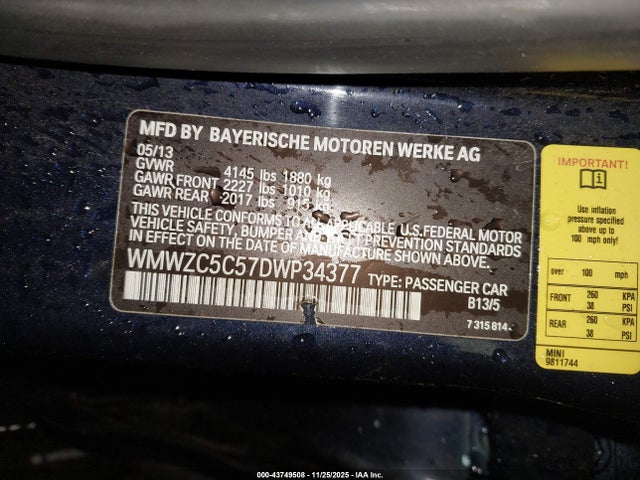 MFD BY BAYERISCHE MOTOREN WERKE AG
05/13
GVWR 4145 lbs 1880 kg
GAWR FRONT 2227 lbs 1010 kg
GAWR REAR 2017 lbs 915 kg
THIS VEHICLE CONFORMS TO ALL APPLICABLE U.S.FEDERAL MOTOR
VEHICLE SAFETY, BUMPER AND THEFT PREVENTION STANDARDS
IN EFFECT ON THE DATE OF MANUFACTURE SHOWN ABOVE.
WMWZC5C57DWP34377 TYPE: PASSENGER CAR
B13/5
7 315 814
IMPORTANT!
Use inflation
pressure specified
above up to
100 mph only!
over 100 mph
FRONT 260 KPA
38 PSI
REAR 260 KPA
38 PSI
MINI
9811744
000-43749508 - 11/25/2025 - IAA Inc.